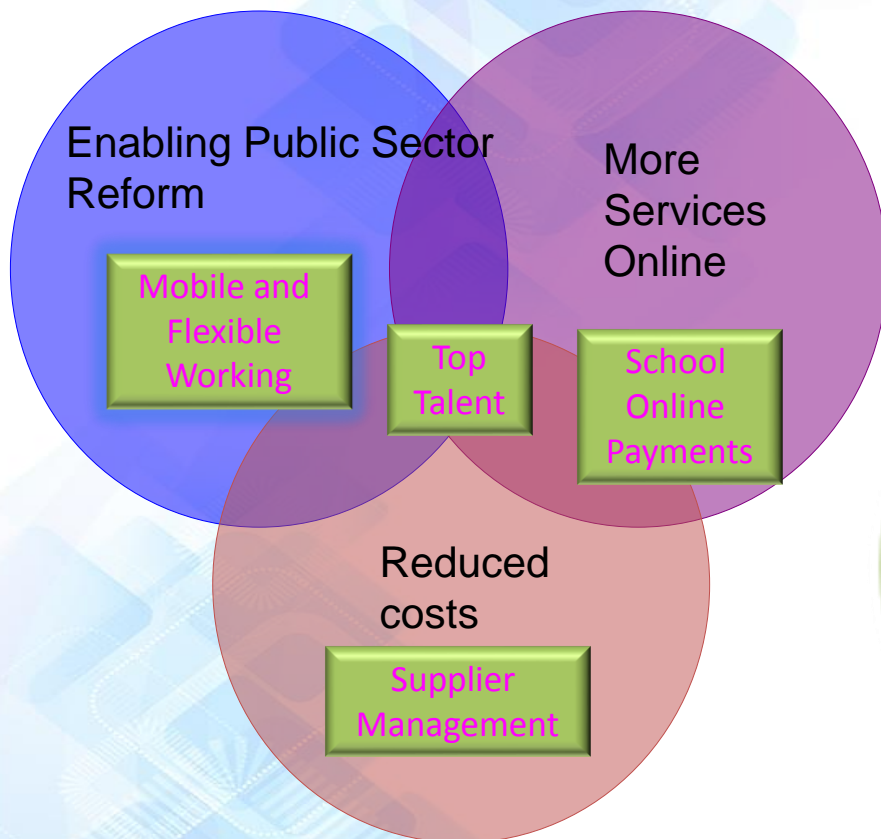 Enabling Public Sector
Reform
More
Services
Online
Mobile and
Flexible
Working
Top
Talent
School
Online
Payments
Reduced
costs
Supplier
Management